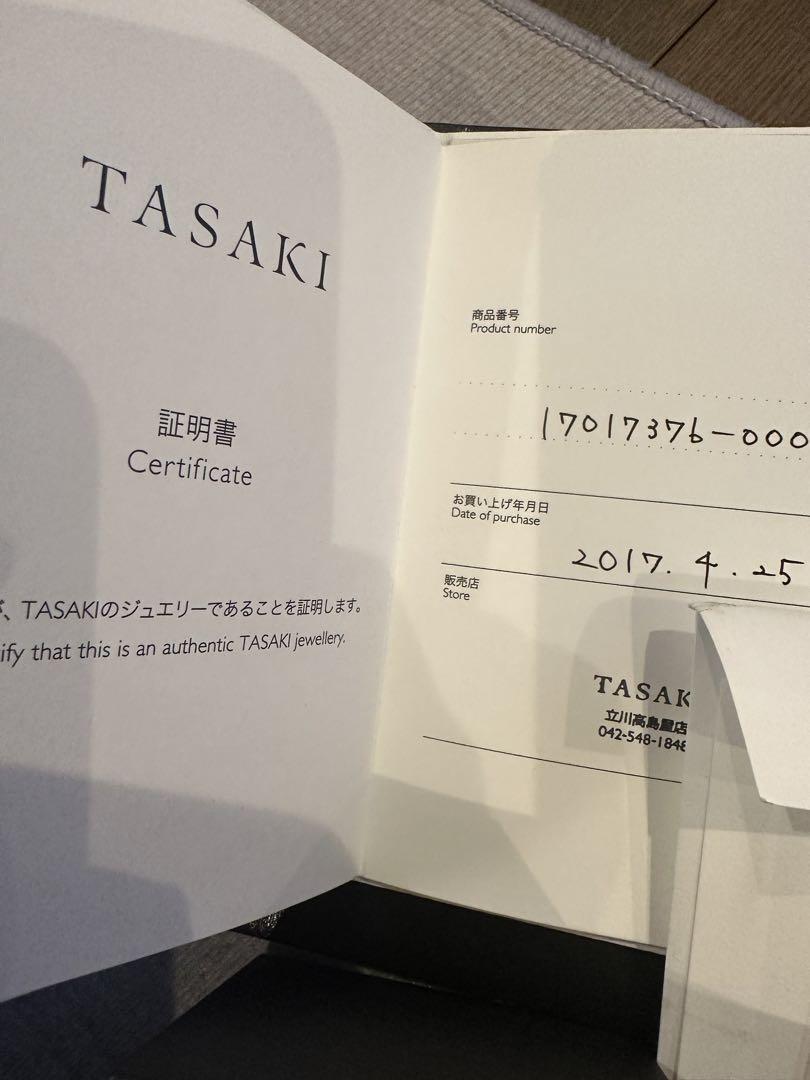 TASAKI
証明書
Certificate
、TASAKIのジュエリーであることを証明します。
that this is an authentic TASAKI jewellery.
商品番号
Product number
17017376-000
お買い上げ年月日
Date of purchase
2017.4.25
販売店
Store
TASAK
立川高島屋店
042-548-1848